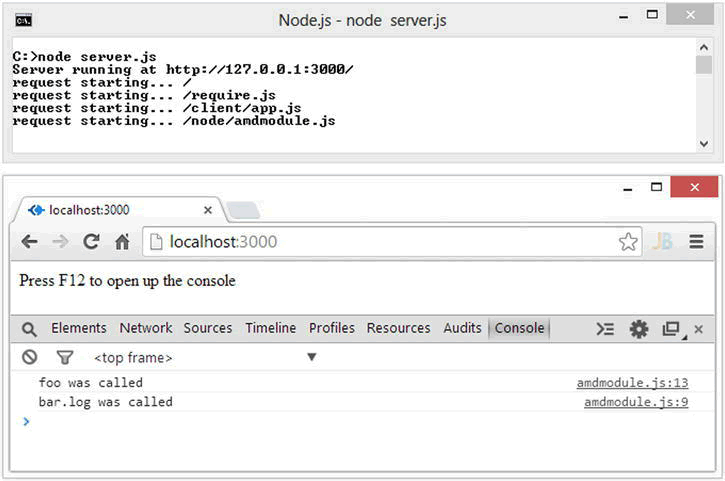 Node.js - node server.js
C:\.
C:>node server.js
Server running at http://127.0.0.1:3000/
request starting... /
request starting... /require.js
request starting... /client/app.js
request starting... /node/amdmodule.js
localhost:3000
localhost:3000
JB
Press F12 to open up the console
Elements Network Sources Timeline Profiles Resources Audits Console
<top frame>
foo was called amdmodule.js:13
bar.log was called amdmodule.js:9